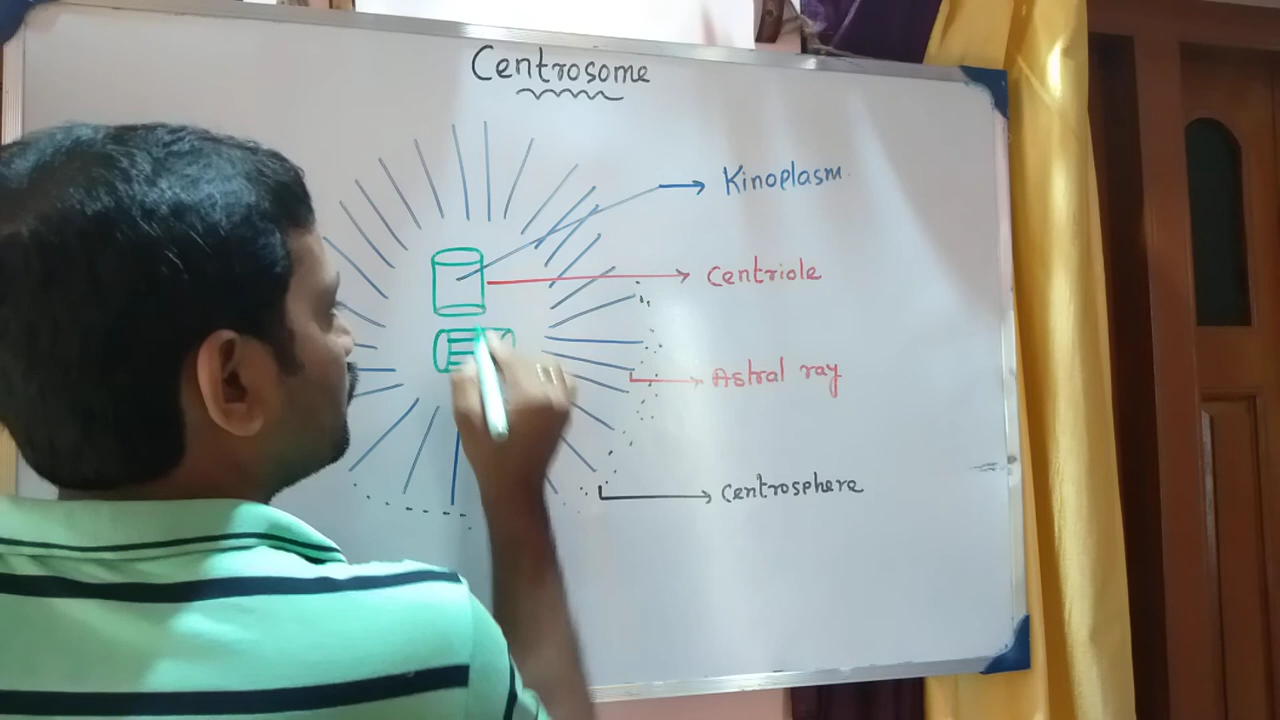 Centrosome
Kinoplasm
Centriole
Astral ray
Centrosphere